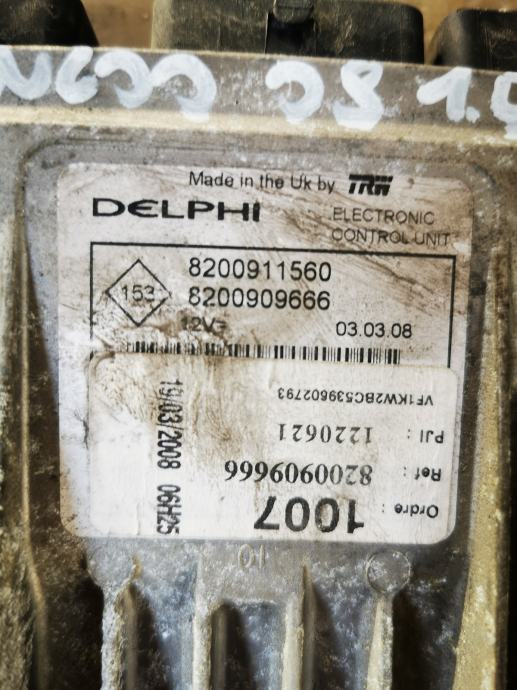 Made in the Uk by TRW
DELPHI
ELECTRONIC
CONTROL UNIT
153
8200911560
8200909666
12V
03.03.08
Ordre : 1007
Ref : 8200909666
PJI : 1220621
VF1KW2BC539602793
19/03/2008 06H25